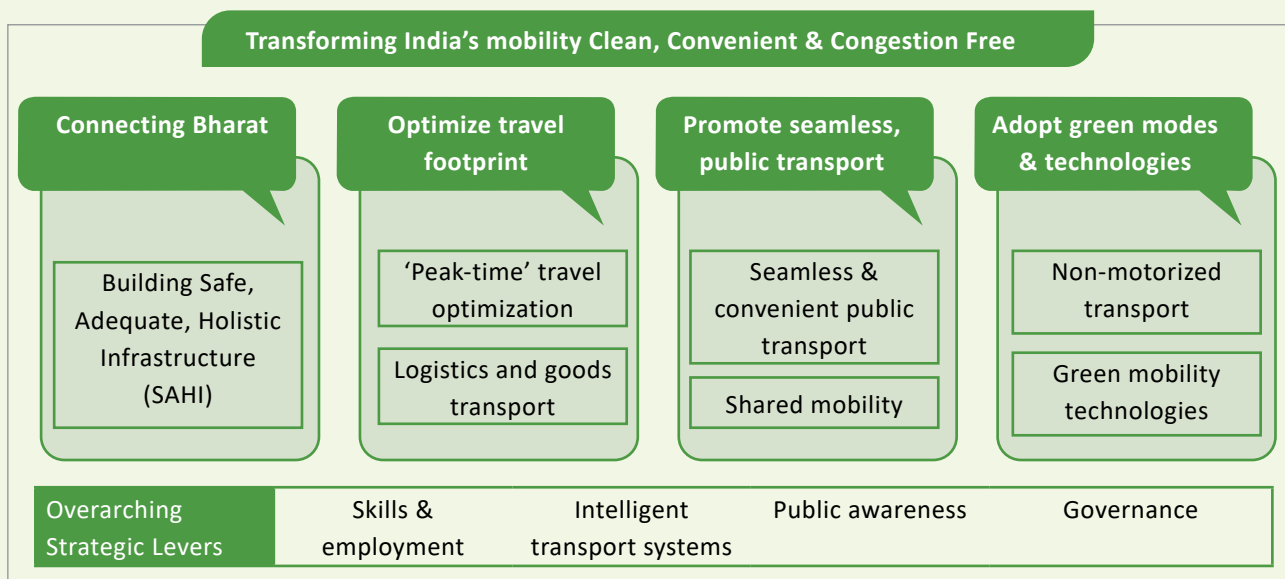 Transforming India’s mobility Clean, Convenient & Congestion Free
Connecting Bharat
Building Safe,
Adequate, Holistic
Infrastructure
(SAHI)
Optimize travel
footprint
‘Peak-time’ travel
optimization
Logistics and goods
transport
Promote seamless,
public transport
Seamless &
convenient public
transport
Shared mobility
Adopt green modes
& technologies
Non-motorized
transport
Green mobility
technologies
Overarching
Strategic Levers
Skills &
employment
Intelligent
transport systems
Public awareness
Governance